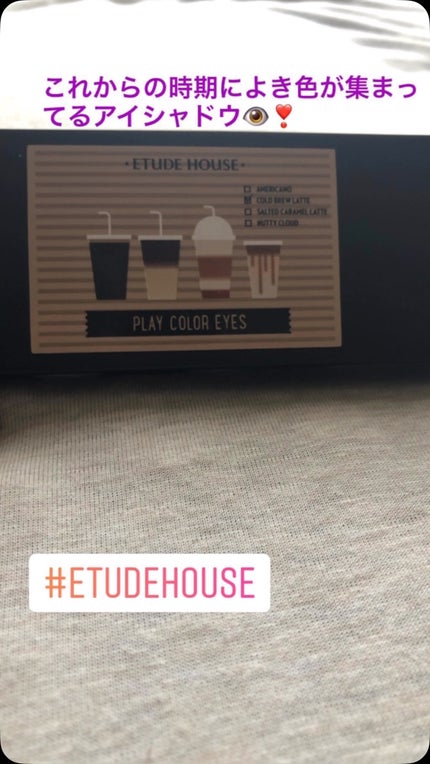 これからの時期によき色が集まっ
てるアイシャドウ👁❣
·ETUDE HOUSE·
AMERICANO
COLD BREW LATTE
SALTED CARAMEL LATTE
NUTTY CLOUD
PLAY COLOR EYES
#ETUDEHOUSE